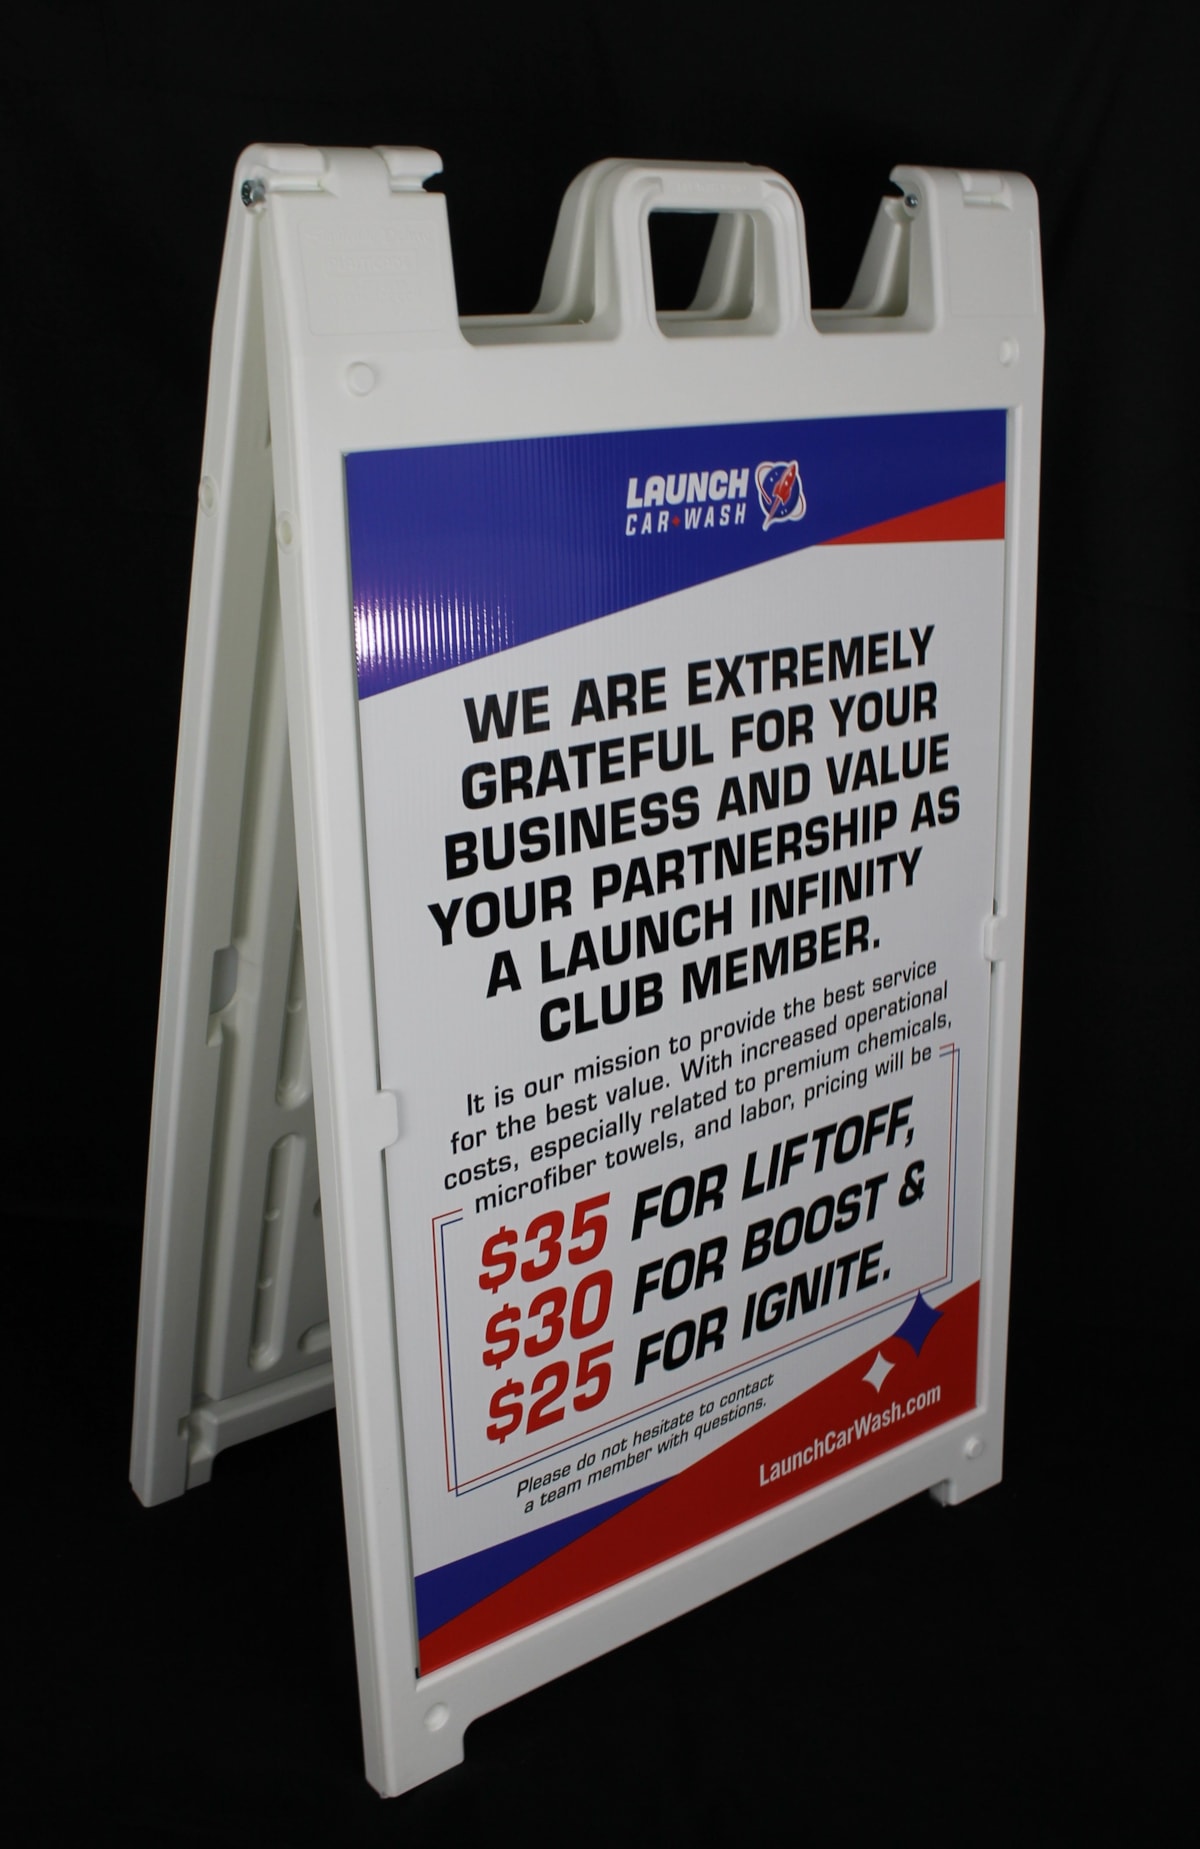 LAUNCH
CAR WASH
WE ARE EXTREMELY
GRATEFUL FOR YOUR
BUSINESS AND VALUE
YOUR PARTNERSHIP AS
A LAUNCH INFINITY
CLUB MEMBER.
It is our mission to provide the best service
for the best value. With increased operational
costs, especially related to premium chemicals,
microfiber towels, and labor, pricing will be
$35 FOR LIFTOFF,
$30 FOR BOOST &
$25 FOR IGNITE.
Please do not hesitate to contact
a team member with questions.
LaunchCarWash.com